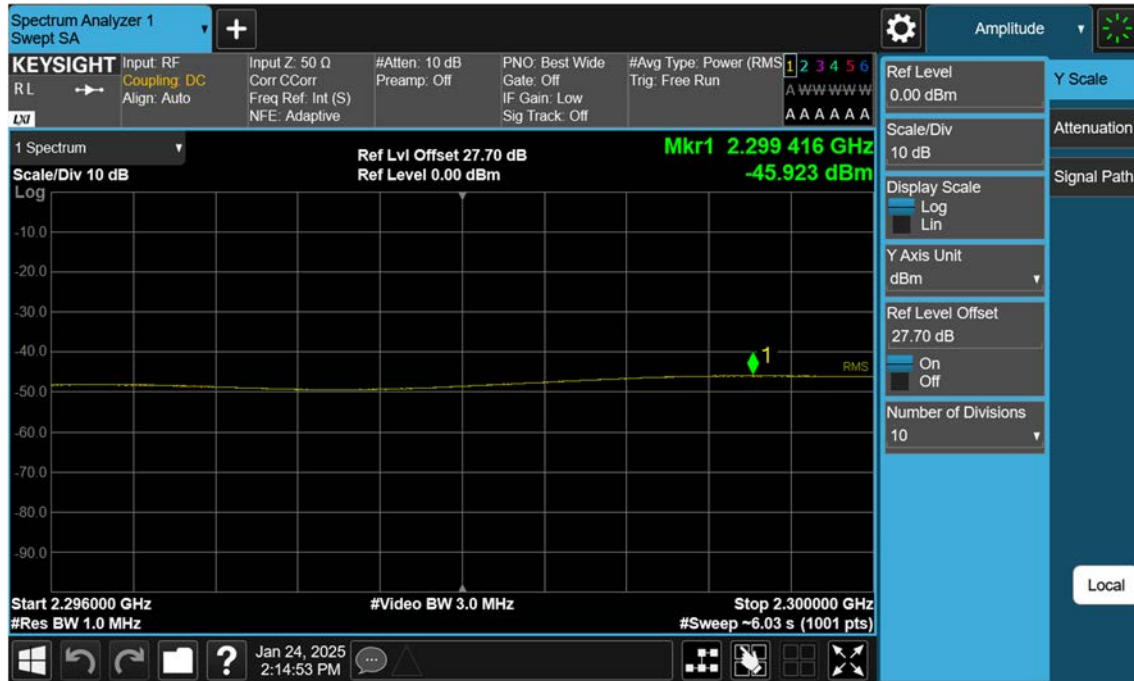 Spectrum Analyzer 1
Swept SA
Amplitude
KEYSIGHT
RL
LXI
Input: RF
Coupling: DC
Align: Auto
Input Z: 50 Ω
Corr CCorr
Freq Ref: Int (S)
NFE: Adaptive
#Atten: 10 dB
Preamp: Off
PNO: Best Wide
Gate: Off
IF Gain: Low
Sig Track: Off
#Avg Type: Power (RMS
Trig: Free Run
1 2 3 4 5 6
A W W W W W
A A A A A A
1 Spectrum
Scale/Div 10 dB
Ref Lvl Offset 27.70 dB
Ref Level 0.00 dBm
Mkr1 2.299 416 GHz
-45.923 dBm
Log
-10.0
-20.0
-30.0
-40.0
-50.0
-60.0
-70.0
-80.0
-90.0
1
RMS
Start 2.296000 GHz
#Res BW 1.0 MHz
#Video BW 3.0 MHz
Stop 2.300000 GHz
#Sweep ~6.03 s (1001 pts)
Ref Level
0.00 dBm
Scale/Div
10 dB
Display Scale
Log
Lin
Y Axis Unit
dBm
Ref Level Offset
27.70 dB
On
Off
Number of Divisions
10
Y Scale
Attenuation
Signal Path
Local
?
Jan 24, 2025
2:14:53 PM